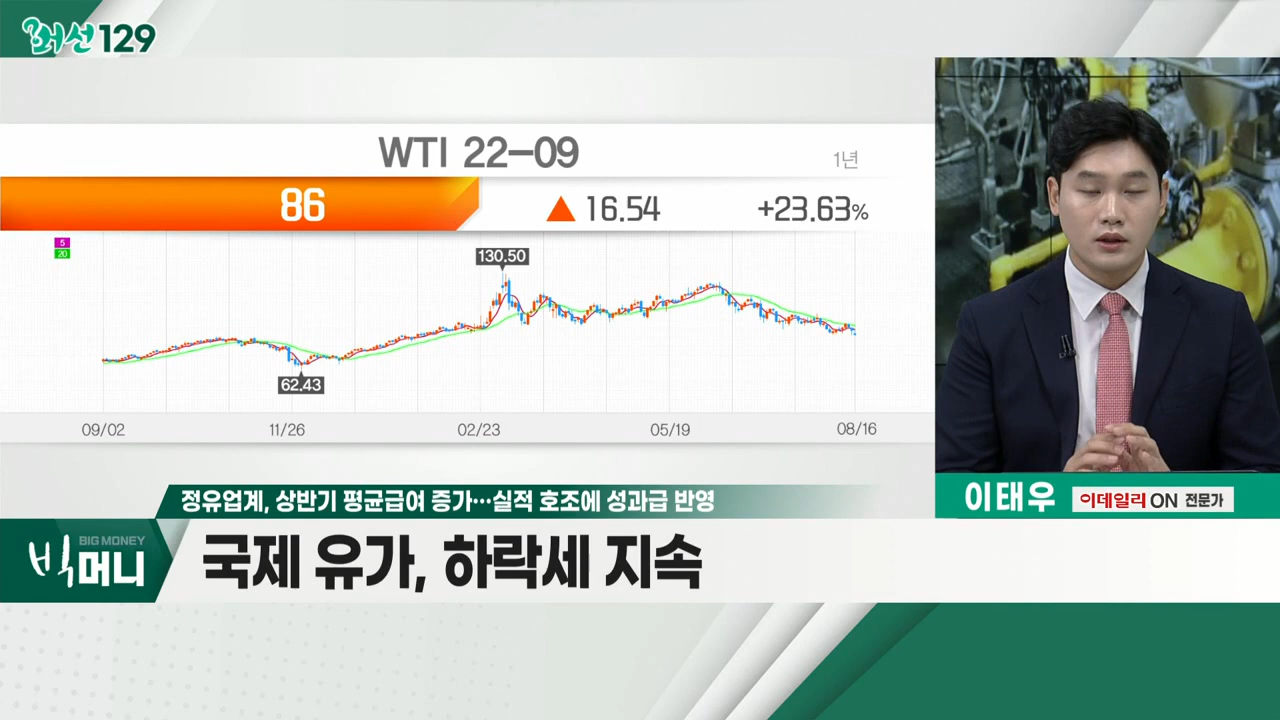 머선129
WTI 22-09
1년
86
▲ 16.54
+23.63%
5
20
130.50
62.43
09/02
11/26
02/23
05/19
08/16
이태우
이데일리ON 전문가
정유업계, 상반기 평균급여 증가…실적 호조에 성과급 반영
BIG MONEY
빅머니
국제 유가, 하락세 지속